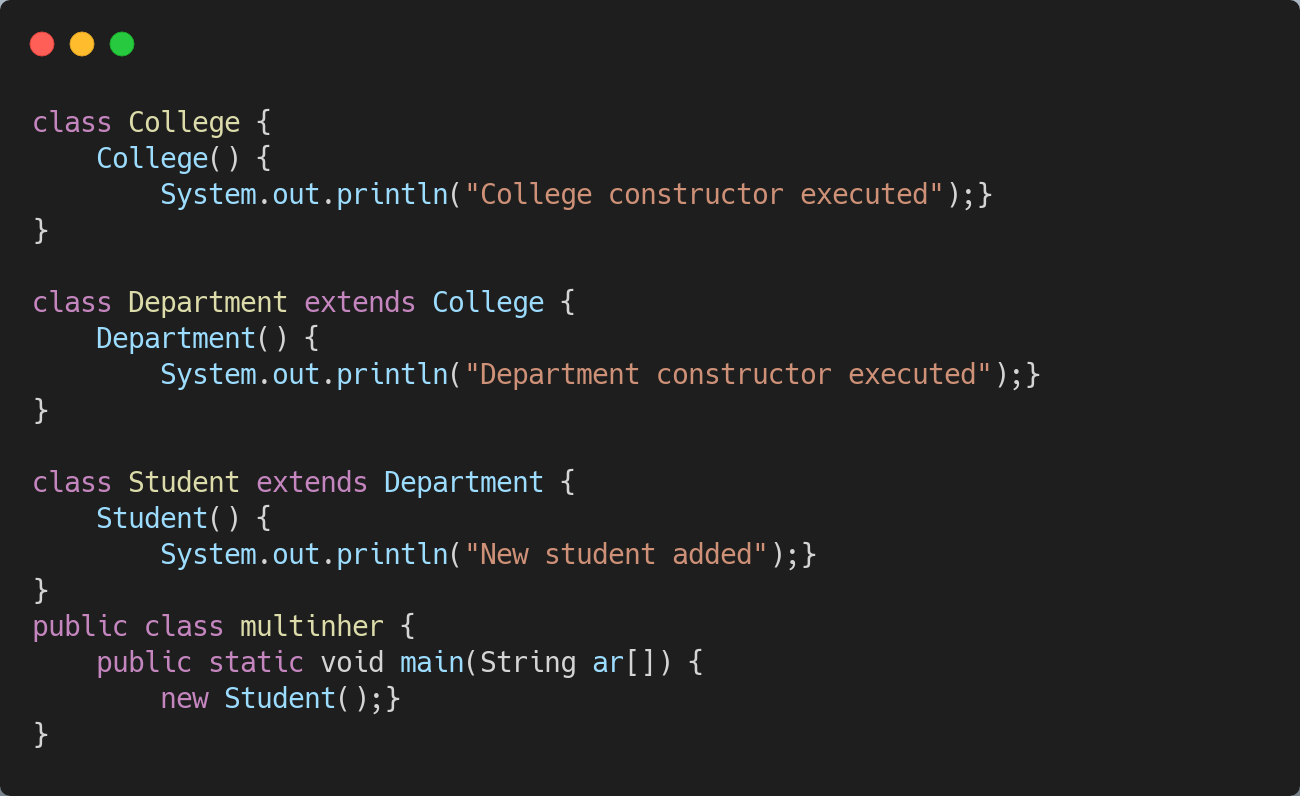 class College {
    College() {
        System.out.println("College constructor executed");}
}

class Department extends College {
    Department() {
        System.out.println("Department constructor executed");}
}

class Student extends Department {
    Student() {
        System.out.println("New student added");}
}
public class multinher {
    public static void main(String ar[]) {
        new Student();}
}